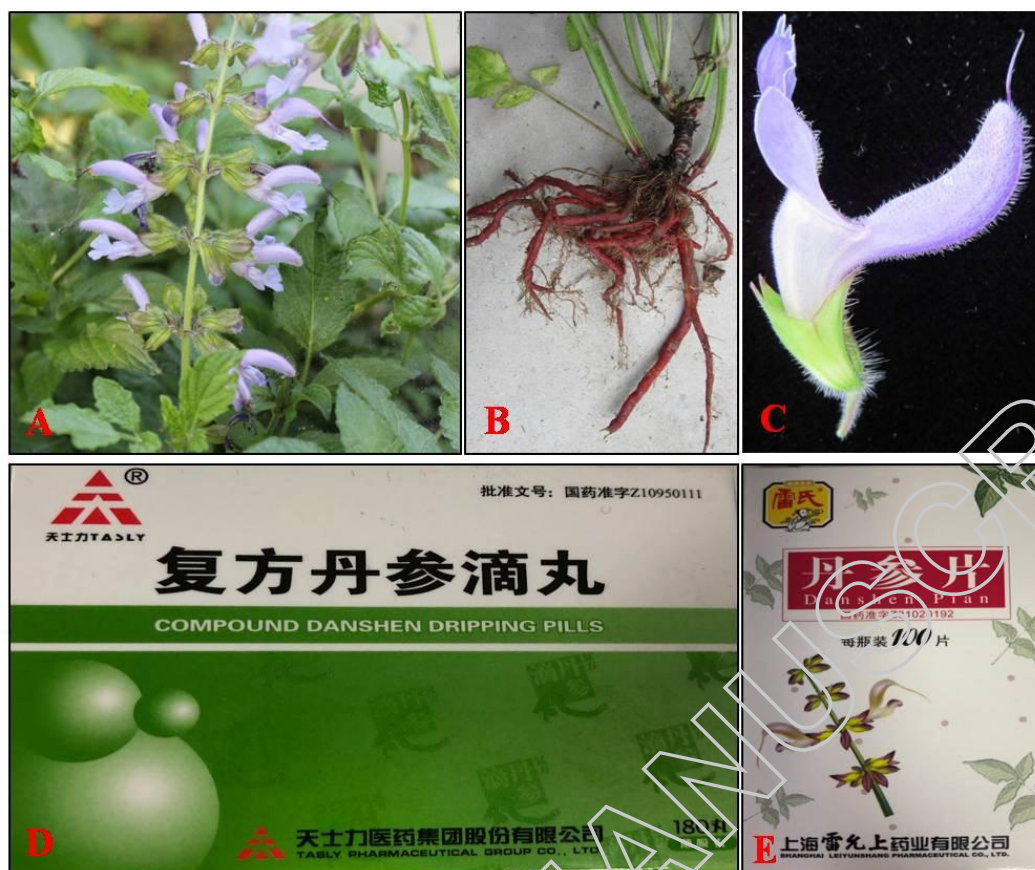 A
B
C
®
天士力TASLY
批准文号：国药准字Z10950111
复方丹参滴丸
COMPOUND DANSHEN DRIPPING PILLS
180丸
天士力医药集团股份有限公司
TASLY PHARMACEUTICAL GROUP CO., LTD
D
雷氏
丹参片
Danshen Pian
每瓶装100片
E
上海雷允上药业有限公司
SHANGHAI LEIYUNSHANG PHARMACEUTICAL CO., LTD.